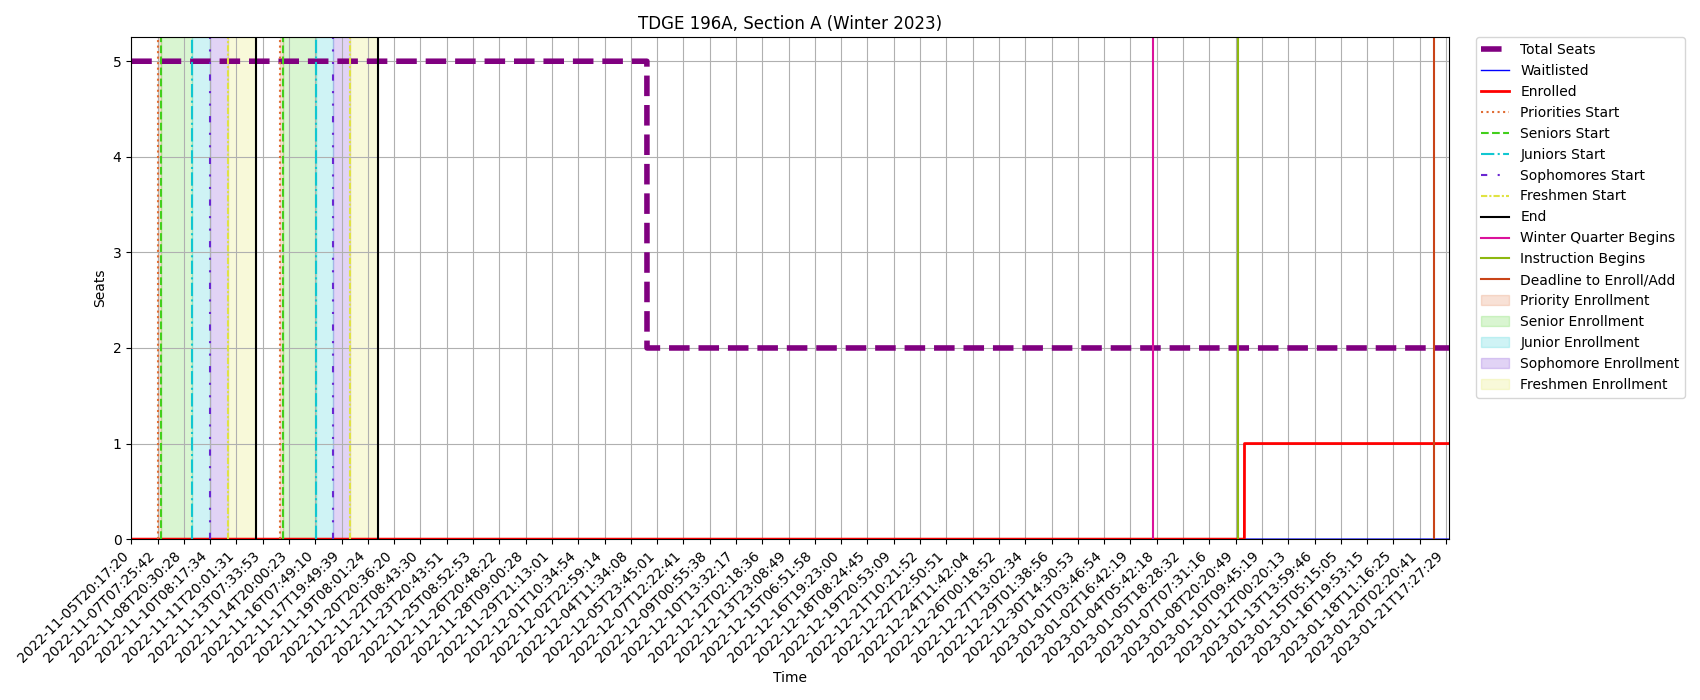 TDGE 196A, Section A (Winter 2023)
Seats
5
4
3
2
1
0
2022-11-05T20:17:20
2022-11-07T07:25:42
2022-11-08T20:30:28
2022-11-10T08:17:34
2022-11-11T20:01:31
2022-11-13T07:33:53
2022-11-14T20:00:23
2022-11-16T07:49:10
2022-11-17T19:49:39
2022-11-19T08:01:24
2022-11-20T20:36:20
2022-11-22T08:43:30
2022-11-23T20:43:51
2022-11-25T08:52:53
2022-11-26T20:48:22
2022-11-28T09:00:28
2022-11-29T21:13:01
2022-12-01T10:34:54
2022-12-02T22:59:14
2022-12-04T11:34:08
2022-12-05T23:45:01
2022-12-07T12:22:41
2022-12-09T00:55:38
2022-12-10T13:32:17
2022-12-12T02:18:36
2022-12-13T23:08:49
2022-12-15T06:51:58
2022-12-16T19:23:00
2022-12-18T08:24:45
2022-12-19T20:53:09
2022-12-21T10:21:52
2022-12-22T22:50:51
2022-12-24T11:42:04
2022-12-26T00:18:52
2022-12-27T13:02:34
2022-12-29T01:38:56
2022-12-30T14:30:53
2023-01-01T03:46:54
2023-01-02T16:42:19
2023-01-04T05:42:18
2023-01-05T18:28:32
2023-01-07T07:31:16
2023-01-08T20:20:49
2023-01-10T09:45:19
2023-01-12T00:20:13
2023-01-13T13:59:46
2023-01-15T05:15:05
2023-01-16T19:53:15
2023-01-18T11:16:25
2023-01-20T02:20:41
2023-01-21T17:27:29
Time
Total Seats
Waitlisted
Enrolled
Priorities Start
Seniors Start
Juniors Start
Sophomores Start
Freshmen Start
End
Winter Quarter Begins
Instruction Begins
Deadline to Enroll/Add
Priority Enrollment
Senior Enrollment
Junior Enrollment
Sophomore Enrollment
Freshmen Enrollment